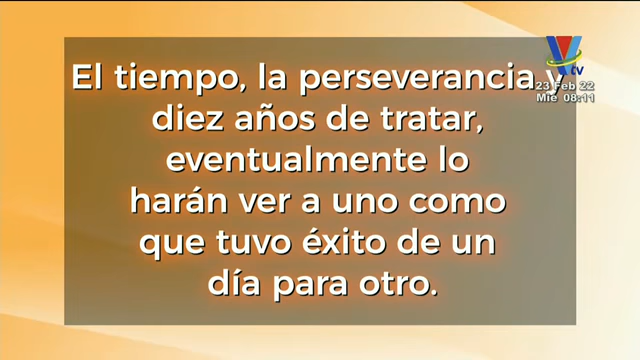 V
tv
23 Feb 22
Mie 08:11
El tiempo, la perseverancia y
diez años de tratar,
eventualmente lo
harán ver a uno como
que tuvo éxito de un
día para otro.